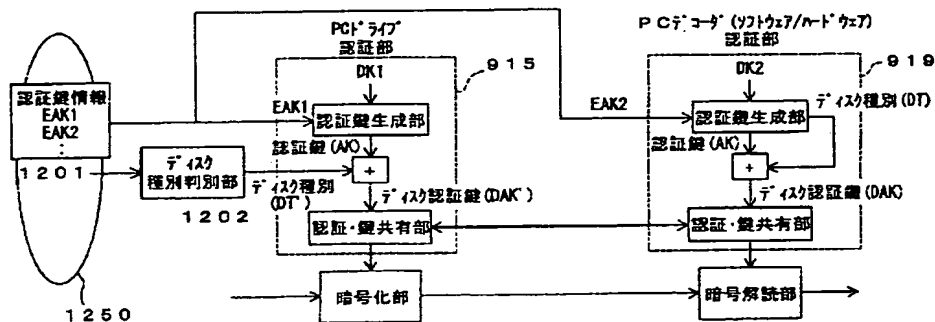 PCドライブ
認証部
915
DK1
認証鍵情報
EAK1
EAK2
⋮
1201
EAK1
認証鍵生成部
認証鍵(AK)
+
ディスク
種別判別部
1202
ディスク種別
(DT')
ディスク認証鍵(DAK')
認証・鍵共有部
暗号化部
1250
PCデコーダ(ソフトウェア/ハードウェア)
認証部
919
DK2
EAK2
認証鍵生成部
ディスク種別(DT)
認証鍵(AK)
+
ディスク認証鍵(DAK)
認証・鍵共有部
暗号解読部